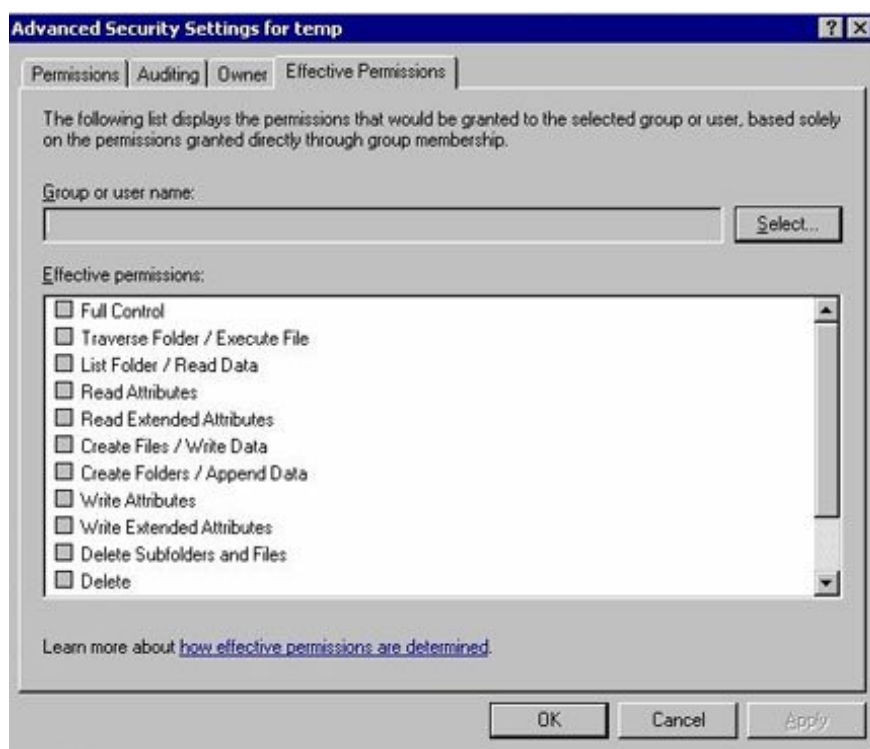 Advanced Security Settings for temp
Permissions Auditing Owner Effective Permissions
The following list displays the permissions that would be granted to the selected group or user, based solely
on the permissions granted directly through group membership.
Group or user name:
Select...
Effective permissions:
Full Control
Traverse Folder / Execute File
List Folder / Read Data
Read Attributes
Read Extended Attributes
Create Files / Write Data
Create Folders / Append Data
Write Attributes
Write Extended Attributes
Delete Subfolders and Files
Delete
Learn more about how effective permissions are determined.
OK Cancel Apply